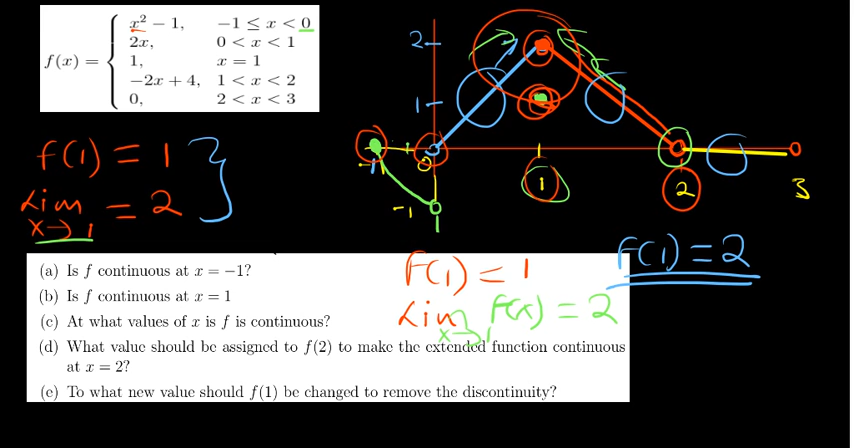 f(x) = { x² − 1, −1 ≤ x < 0
2x, 0 < x < 1
1, x = 1
−2x + 4, 1 < x < 2
0, 2 < x < 3
2
1
-1
0
1
2
3
-1
f(1) = 1
Lim = 2
x→1
F(1) = 1
F(1) = 2
Lim F(x) = 2
x→1
(a) Is f continuous at x = −1?
(b) Is f continuous at x = 1
(c) At what values of x is f is continuous?
(d) What value should be assigned to f(2) to make the extended function continuous
at x = 2?
(e) To what new value should f(1) be changed to remove the discontinuity?